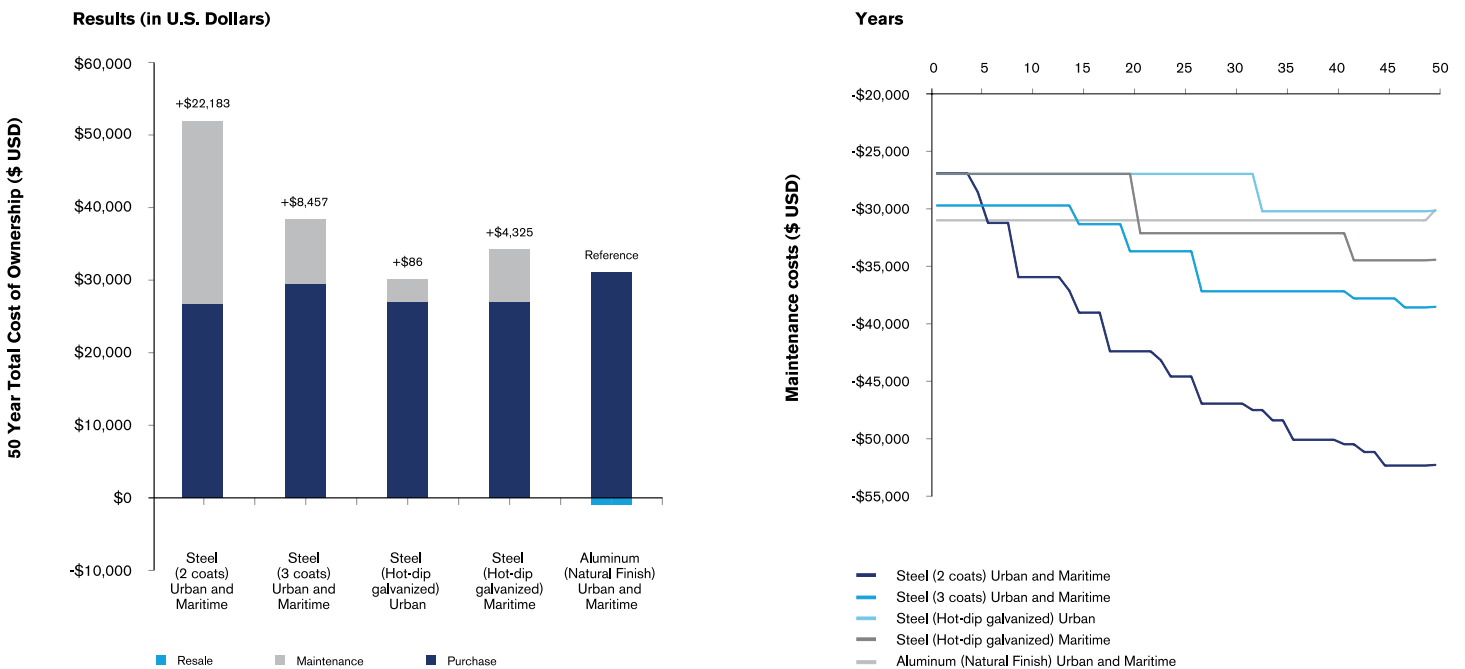 Results (in U.S. Dollars)
50 Year Total Cost of Ownership ($ USD)
$60,000
$50,000
$40,000
$30,000
$20,000
$10,000
$0
-$10,000
+$22,183
+$8,457
+$86
+$4,325
Reference
Steel
(2 coats)
Urban and
Maritime
Steel
(3 coats)
Urban and
Maritime
Steel
(Hot-dip
galvanized)
Urban
Steel
(Hot-dip
galvanized)
Maritime
Aluminum
(Natural Finish)
Urban and
Maritime
Resale
Maintenance
Purchase
Years
0 5 10 15 20 25 30 35 40 45 50
Maintenance costs ($ USD)
-$20,000
-$25,000
-$30,000
-$35,000
-$40,000
-$45,000
-$50,000
-$55,000
Steel (2 coats) Urban and Maritime
Steel (3 coats) Urban and Maritime
Steel (Hot-dip galvanized) Urban
Steel (Hot-dip galvanized) Maritime
Aluminum (Natural Finish) Urban and Maritime